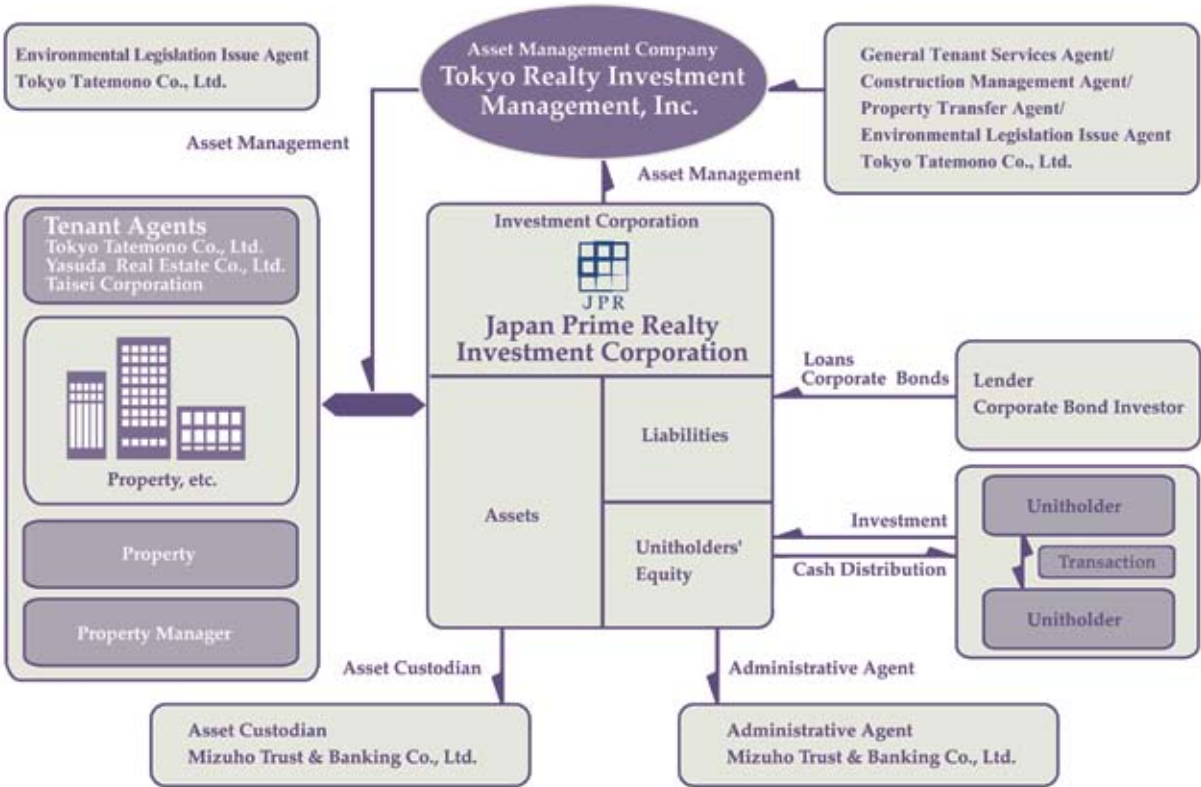 Environmental Legislation Issue Agent
Tokyo Tatemono Co., Ltd.
Asset Management Company
Tokyo Realty Investment
Management, Inc.
General Tenant Services Agent/
Construction Management Agent/
Property Transfer Agent/
Environmental Legislation Issue Agent
Tokyo Tatemono Co., Ltd.
Asset Management
Asset Management
Tenant Agents
Tokyo Tatemono Co., Ltd.
Yasuda Real Estate Co., Ltd.
Taisei Corporation
Property, etc.
Property
Property Manager
Investment Corporation
JPR
Japan Prime Realty
Investment Corporation
Assets
Liabilities
Unitholders'
Equity
Loans
Corporate Bonds
Lender
Corporate Bond Investor
Investment
Cash Distribution
Unitholder
Transaction
Unitholder
Asset Custodian
Administrative Agent
Asset Custodian
Mizuho Trust & Banking Co., Ltd.
Administrative Agent
Mizuho Trust & Banking Co., Ltd.